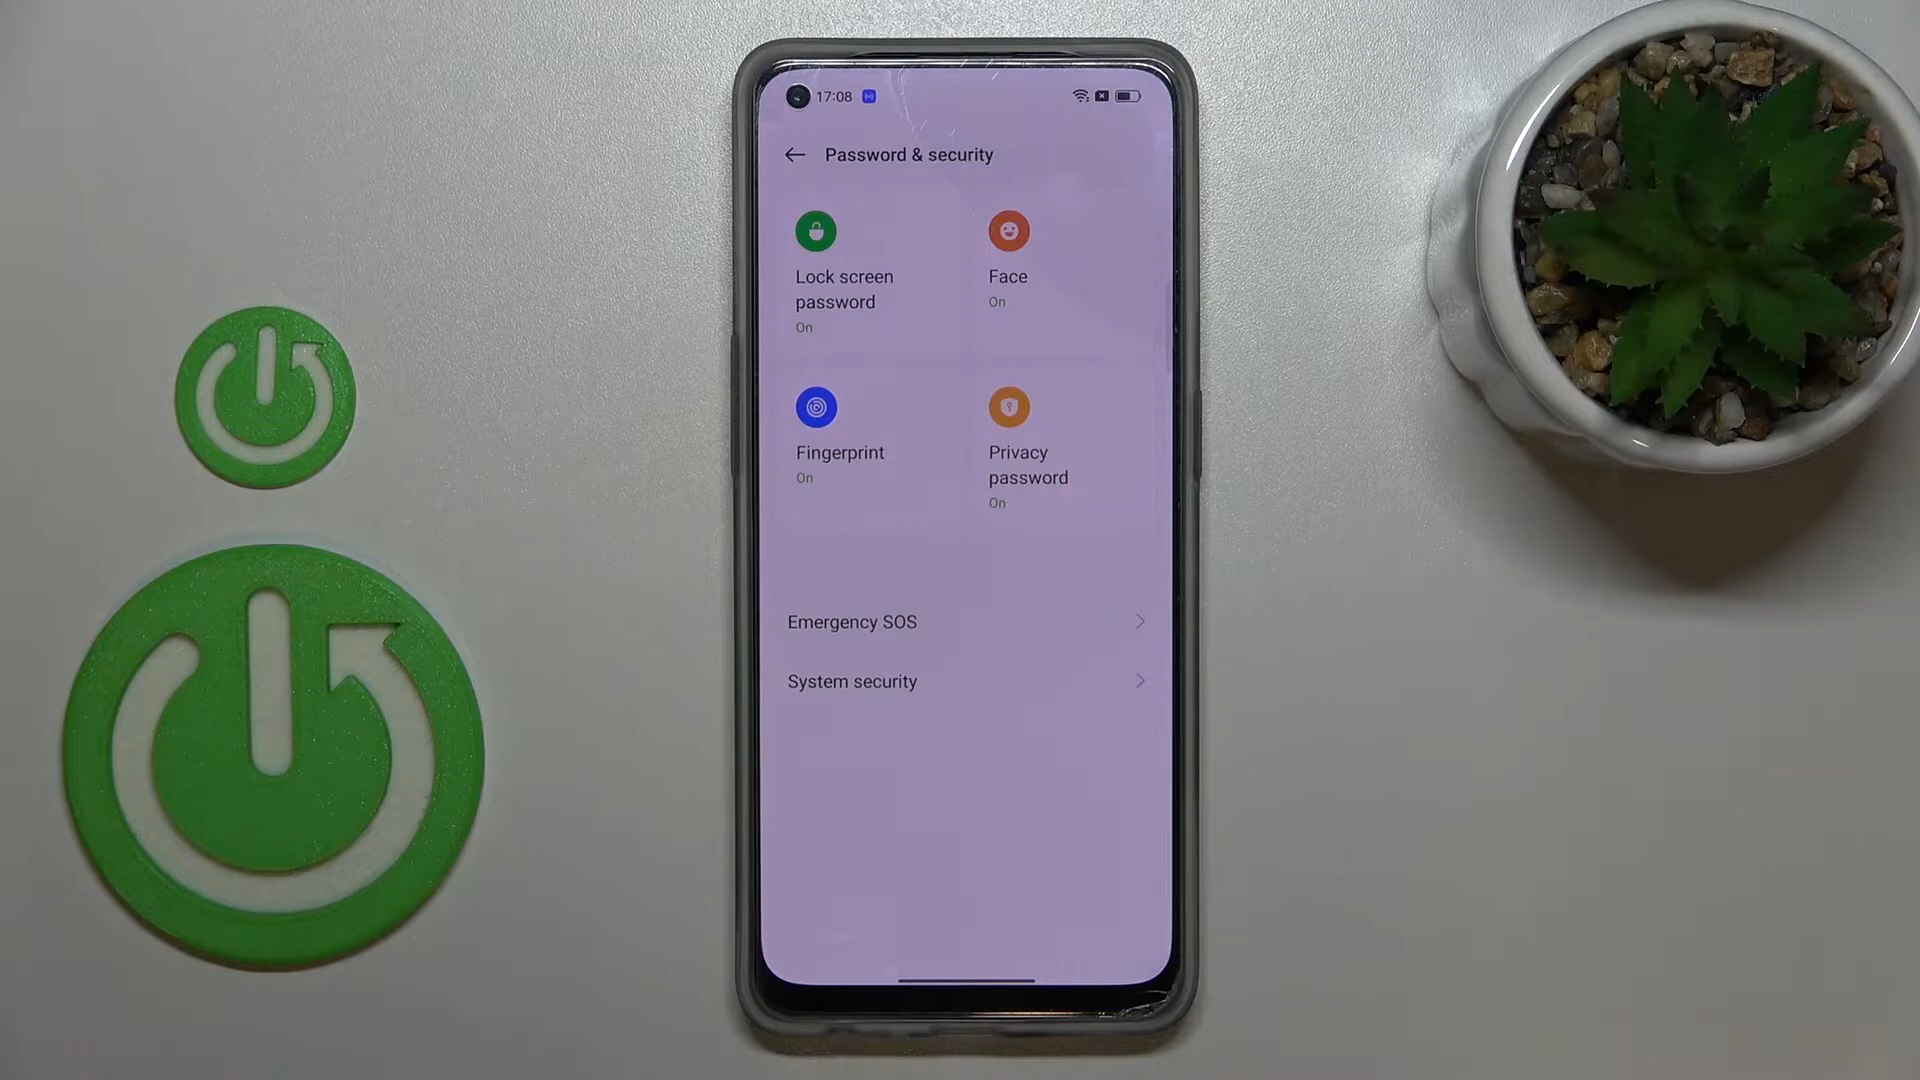 17:08
Password & security
Lock screen
password
On
Face
On
Fingerprint
On
Privacy
password
On
Emergency SOS
System security